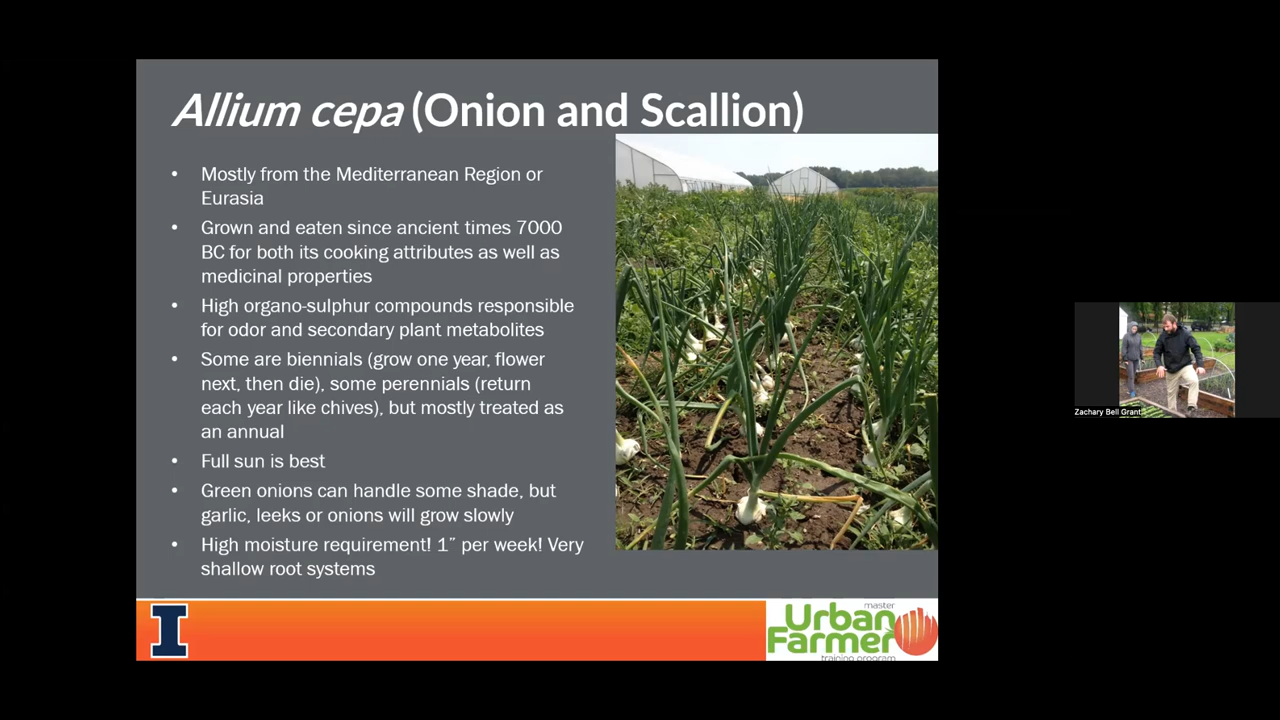 Allium cepa (Onion and Scallion)
• Mostly from the Mediterranean Region or
Eurasia
• Grown and eaten since ancient times 7000
BC for both its cooking attributes as well as
medicinal properties
• High organo-sulphur compounds responsible
for odor and secondary plant metabolites
• Some are biennials (grow one year, flower
next, then die), some perennials (return
each year like chives), but mostly treated as
an annual
• Full sun is best
• Green onions can handle some shade, but
garlic, leeks or onions will grow slowly
• High moisture requirement! 1” per week! Very
shallow root systems
I
master
Urban
Farmer
training program
Zachary Bell Grant